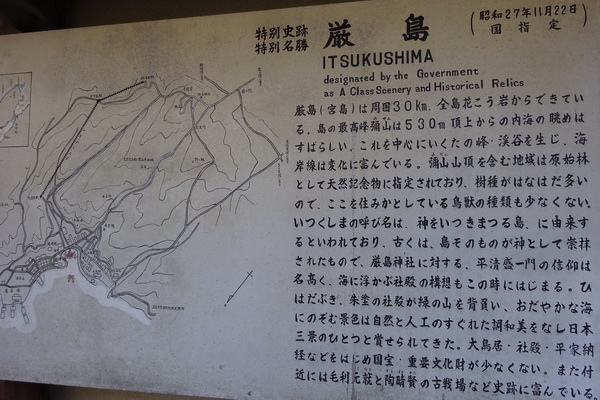 特別史跡
特別名勝
厳島
(昭和27年11月22日
国指定)
ITSUKUSHIMA
designated by the Government
as A Class Scenery and Historical Relics
厳島(宮島)は周囲30km、全島花こう岩からできてい
る。島の最高峰彌山は530m頂上からの内海の眺めは
すばらしい。これを中心にいくたの峰・渓谷を生じ、海
岸線は変化に富んでいる。彌山山頂を含む地域は原始林
として天然記念物に指定されており、樹種がはなはだ多い
ので、ここを住みかとしている鳥獣の種類も少なくない。
いつくしまの呼び名は、神をいつきまつる島、に由来す
るといわれており、古くは、島そのものが神として崇拝
されたもので、厳島神社に対する、平清盛一門の信仰は
名高く、海に浮かぶ社殿の構想もこの時にはじまる。ひ
はだぶき、朱塗の社殿が緑の山を背負い、おだやかな海
にのぞむ景色は自然と人工のすぐれた調和美をなし日本
三景のひとつと賞せられてきた。大鳥居・社殿・平家納
経などをはじめ国宝・重要文化財が少なくない。また付
近には毛利元就と陶晴賢の古戦場など史跡に富んでいる。